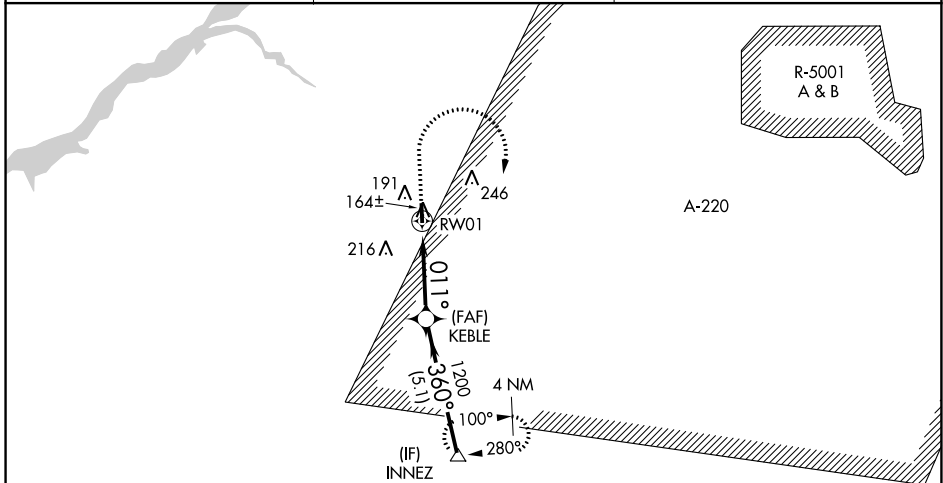 R-5001
A & B
191
164±
246
A-220
RW01
216
011°
(FAF)
KEBLE
1200
360°
(5.1)
4 NM
100°
280°
(IF)
INNEZ